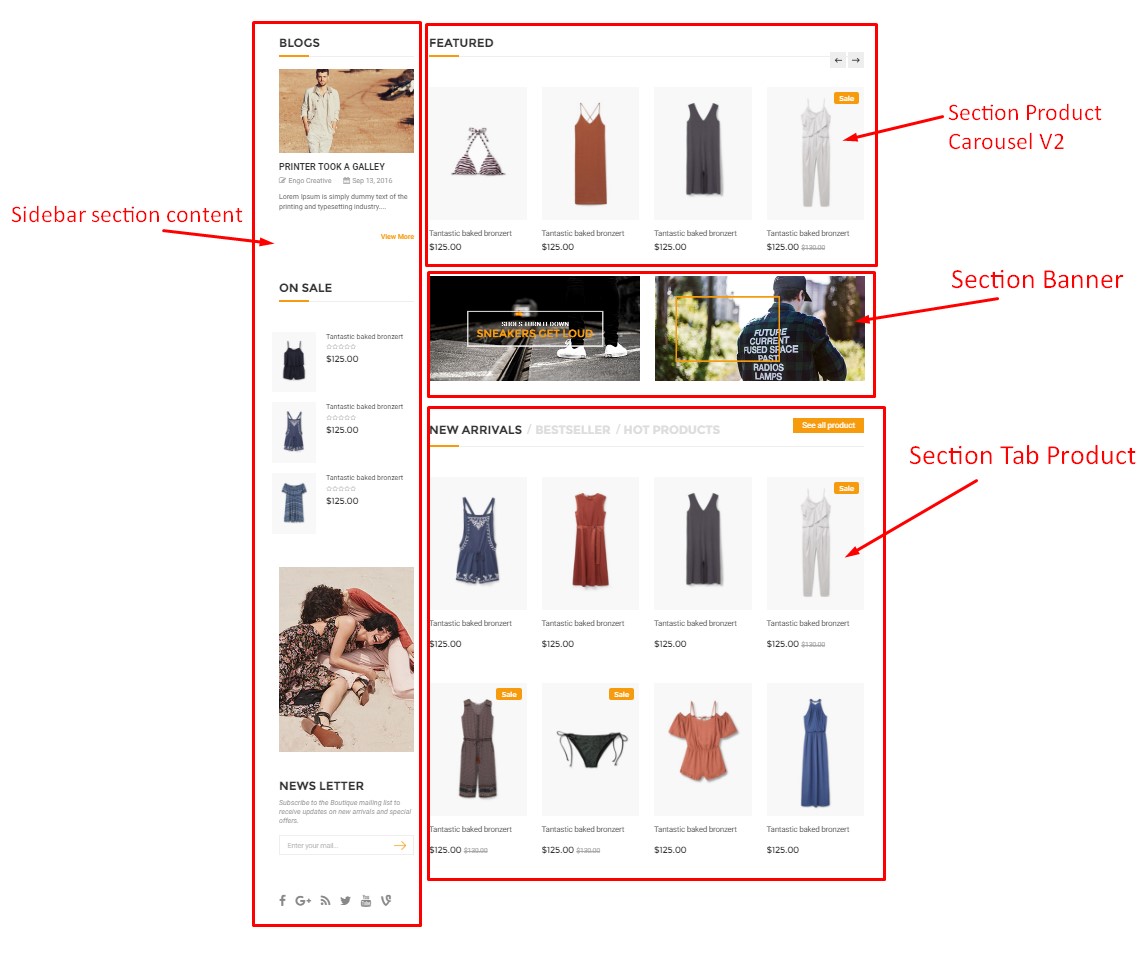 Sidebar section content
BLOGS
PRINTER TOOK A GALLEY
Engo Creative Sep 13, 2016
Lorem Ipsum is simply dummy text of the
printing and typesetting industry....
View More
ON SALE
Tantastic baked bronzert
$125.00
Tantastic baked bronzert
$125.00
Tantastic baked bronzert
$125.00
NEWS LETTER
Subscribe to the Boutique mailing list to
receive updates on new arrivals and special
offers.
Enter your mail...
FEATURED
Sale
Tantastic baked bronzert
$125.00
Tantastic baked bronzert
$125.00
Tantastic baked bronzert
$125.00
Tantastic baked bronzert
$125.00 $130.00
Section Product
Carousel V2
SHOES TURN IT DOWN
SNEAKERS GET LOUD
FUTURE
CURRENT
FUSED SPACE
PAST
RADIOS
LAMPS
Section Banner
NEW ARRIVALS / BESTSELLER / HOT PRODUCTS
See all product
Sale
Tantastic baked bronzert
$125.00
Tantastic baked bronzert
$125.00
Tantastic baked bronzert
$125.00
Tantastic baked bronzert
$125.00 $130.00
Sale
Sale
Tantastic baked bronzert
$125.00 $130.00
Tantastic baked bronzert
$125.00 $130.00
Tantastic baked bronzert
$125.00
Tantastic baked bronzert
$125.00
Section Tab Product